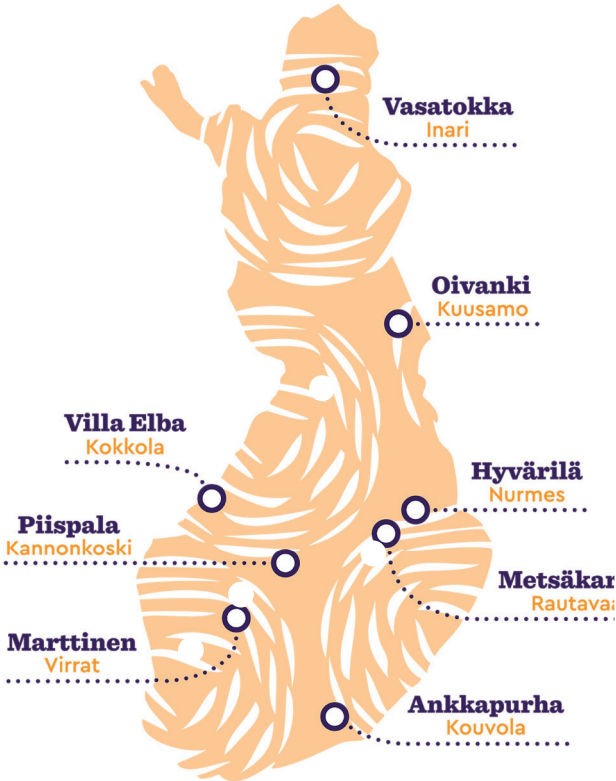 Vasatokka
Inari
Oivanki
Kuusamo
Villa Elba
Kokkola
Hyvärilä
Nurmes
Piispala
Kannonkoski
Metsäkar
Rautavaa
Marttinen
Virrat
Ankkapurha
Kouvola